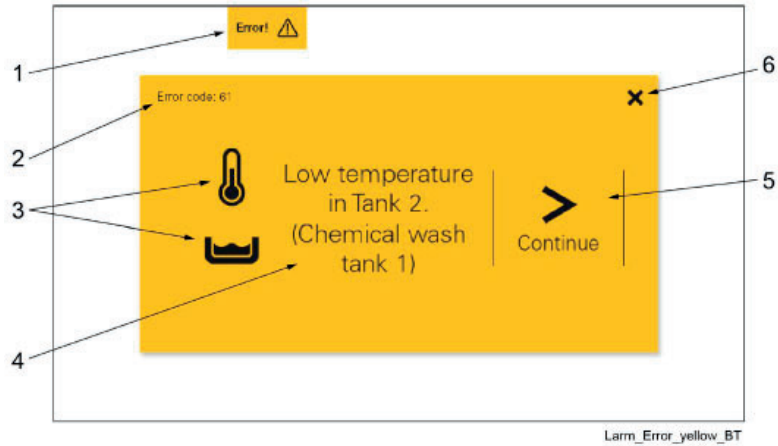 Error!
1
6
Error code: 61
2
Low temperature
in Tank 2.
(Chemical wash
tank 1)
5
3
Continue
4
Larm_Error_yellow_BT